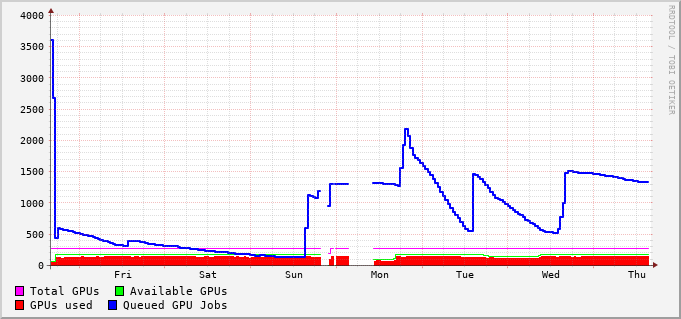 4000
3500
3000
2500
2000
1500
1000
500
0
Fri Sat Sun Mon Tue Wed Thu
Total GPUs Available GPUs
GPUs used Queued GPU Jobs
RRDTOOL / TOBI OETIKER